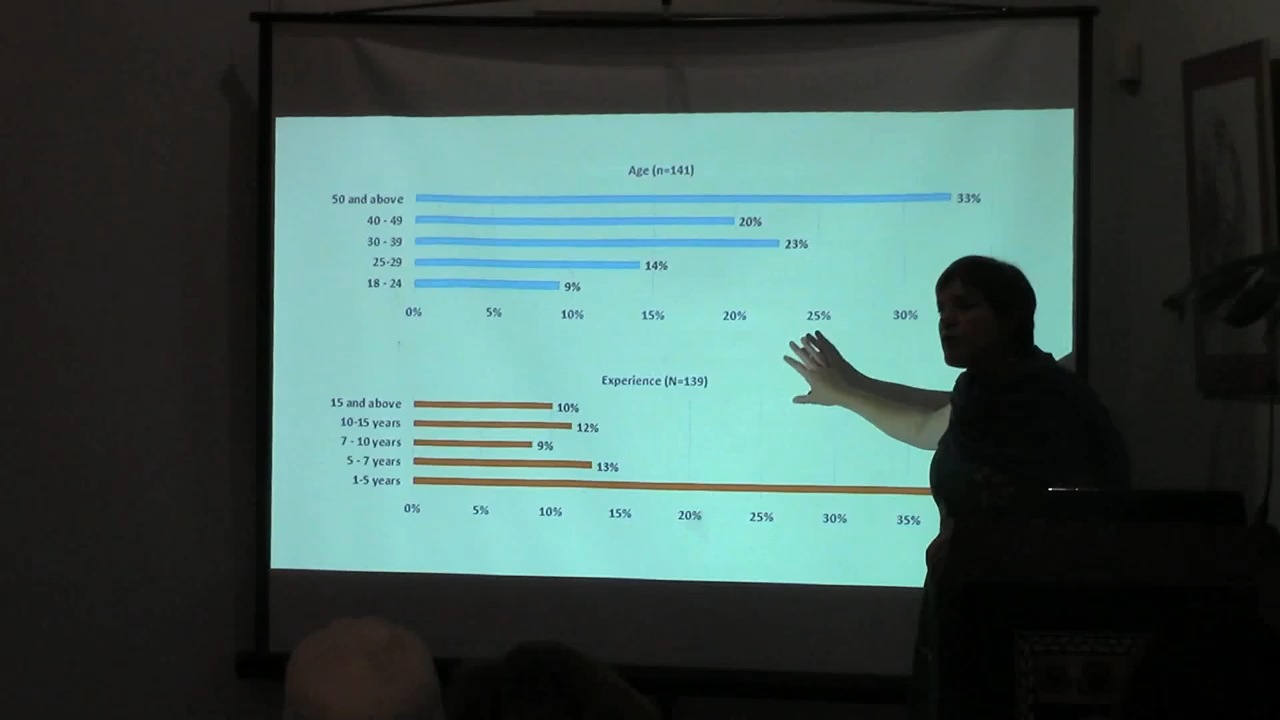 Age (n=141)
50 and above 33%
40 - 49 20%
30 - 39 23%
25-29 14%
18 - 24 9%
0% 5% 10% 15% 20% 25% 30%
Experience (N=139)
15 and above 10%
10-15 years 12%
7 - 10 years 9%
5 - 7 years 13%
1-5 years
0% 5% 10% 15% 20% 25% 30% 35%